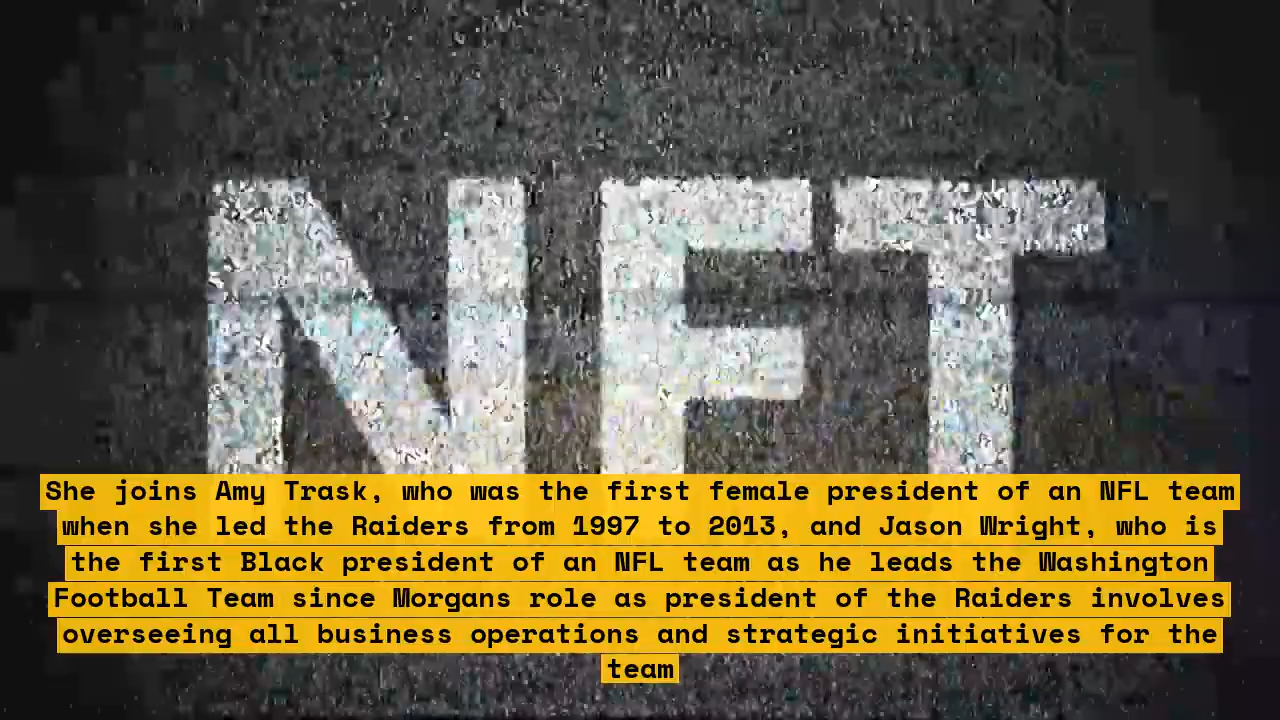 NFT
She joins Amy Trask, who was the first female president of an NFL team
when she led the Raiders from 1997 to 2013, and Jason Wright, who is
the first Black president of an NFL team as he leads the Washington
Football Team since Morgans role as president of the Raiders involves
overseeing all business operations and strategic initiatives for the
team